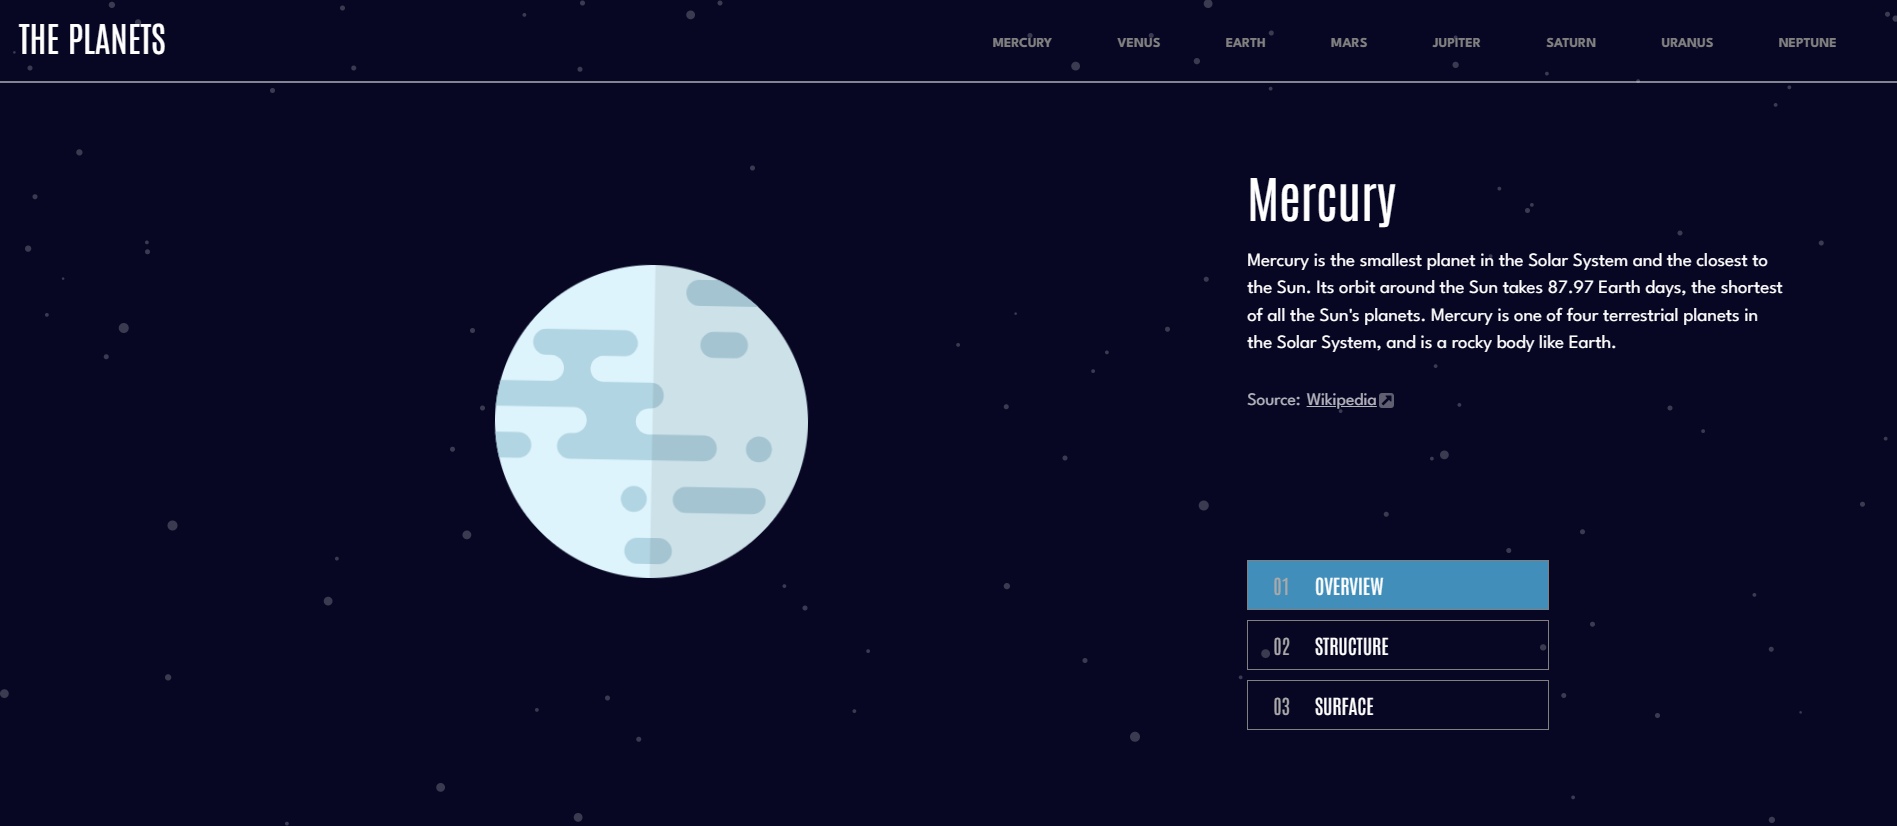 THE PLANETS
MERCURY VENUS EARTH MARS JUPITER SATURN URANUS NEPTUNE
Mercury
Mercury is the smallest planet in the Solar System and the closest to
the Sun. Its orbit around the Sun takes 87.97 Earth days, the shortest
of all the Sun's planets. Mercury is one of four terrestrial planets in
the Solar System, and is a rocky body like Earth.
Source: Wikipedia
01 OVERVIEW
02 STRUCTURE
03 SURFACE